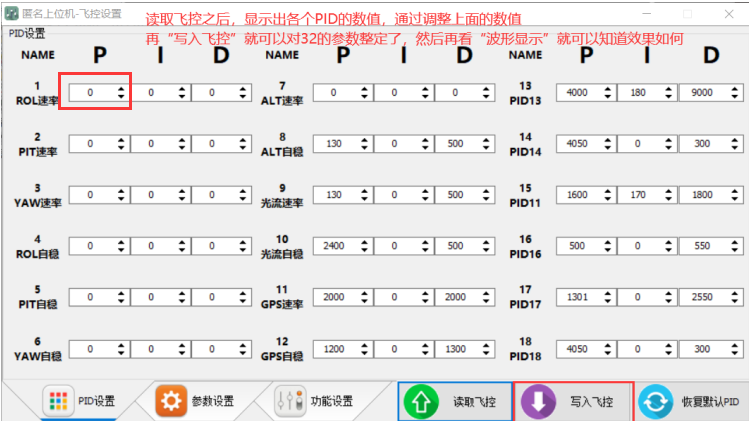 匿名上位机-飞控设置
读取飞控之后，显示出各个PID的数值，通过调整上面的数值
再“写入飞控”就可以对32的参数整定了，然后再看“波形显示”就可以知道效果如何
PID设置
NAME P I D NAME P I D NAME P I D
1 7 13
ROL速率 0 0 0 ALT速率 0 0 0 PID13 4000 180 9000
2 8 14
PIT速率 0 0 0 ALT自稳 130 0 500 PID14 4050 0 300
3 9 15
YAW速率 0 0 0 光流速率 130 0 500 PID11 1600 170 1800
4 10 16
ROL自稳 0 0 0 光流自稳 2400 0 500 PID16 500 0 550
5 11 17
PIT自稳 0 0 0 GPS速率 2000 0 2000 PID17 1301 0 2550
6 12 18
YAW自稳 0 0 0 GPS自稳 1200 0 1300 PID18 4050 0 300
PID设置 参数设置 功能设置 读取飞控 写入飞控 恢复默认PID